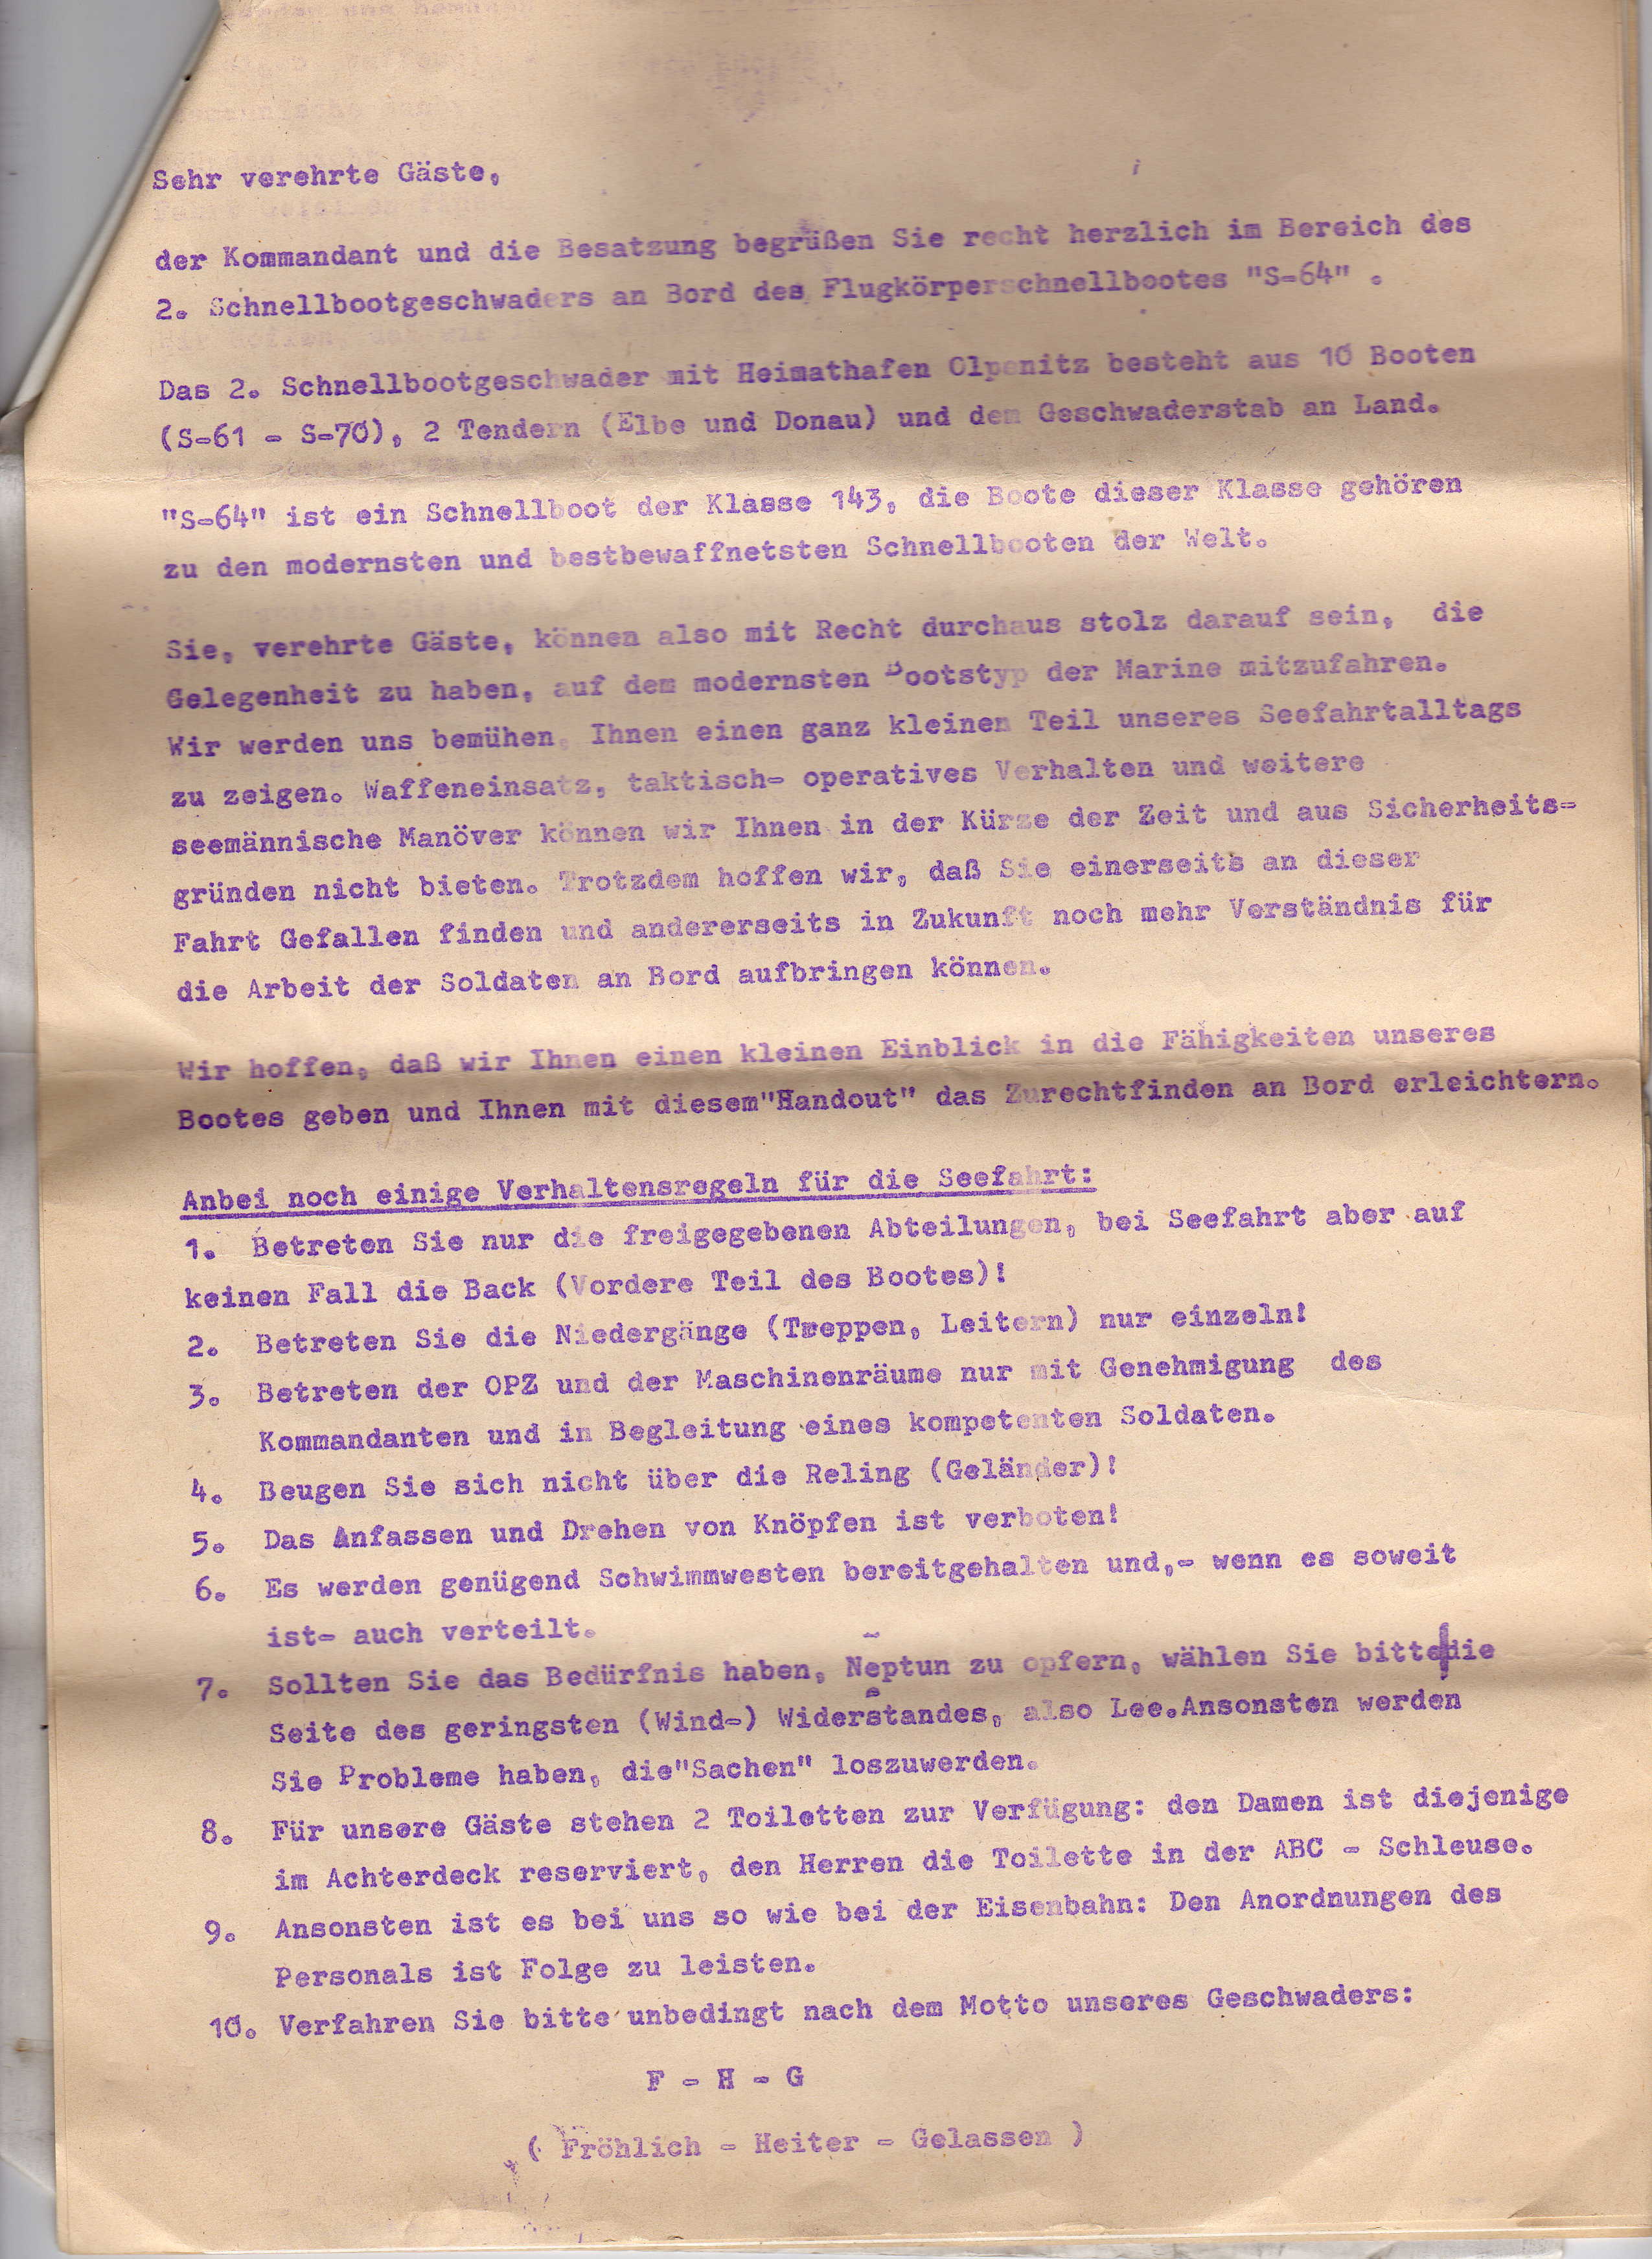 Sehr verehrte Gäste,
der Kommandant und die Besatzung begrüßen Sie recht herzlich im Bereich des
2. Schnellbootgeschwaders an Bord des Flugkörperschnellbootes "S-64" .
Das 2. Schnellbootgeschwader mit Heimathafen Olpenitz besteht aus 10 Booten
(S-61 - S-70), 2 Tendern (Elbe und Donau) und dem Geschwaderstab an Land.
"S-64" ist ein Schnellboot der Klasse 143, die Boote dieser Klasse gehören
zu den modernsten und bestbewaffnetsten Schnellbooten der Welt.
Sie, verehrte Gäste, können also mit Recht durchaus stolz darauf sein, die
Gelegenheit zu haben, auf dem modernsten Bootstyp der Marine mitzufahren.
Wir werden uns bemühen, Ihnen einen ganz kleinen Teil unseres Seefahrtalltags
zu zeigen. Waffeneinsatz, taktisch- operatives Verhalten und weitere
seemännische Manöver können wir Ihnen in der Kürze der Zeit und aus Sicherheits-
gründen nicht bieten. Trotzdem hoffen wir, daß Sie einerseits an dieser
Fahrt Gefallen finden und andererseits in Zukunft noch mehr Verständnis für
die Arbeit der Soldaten an Bord aufbringen können.
Wir hoffen, daß wir Ihnen einen kleinen Einblick in die Fähigkeiten unseres
Bootes geben und Ihnen mit diesem"Handout" das Zurechtfinden an Bord erleichtern.
Anbei noch einige Verhaltensregeln für die Seefahrt:
1. Betreten Sie nur die freigegebenen Abteilungen, bei Seefahrt aber auf
keinen Fall die Back (Vordere Teil des Bootes)!
2. Betreten Sie die Niedergänge (Treppen, Leitern) nur einzeln!
3. Betreten der OPZ und der Maschinenräume nur mit Genehmigung des
Kommandanten und in Begleitung eines kompetenten Soldaten.
4. Beugen Sie sich nicht über die Reling (Geländer)!
5. Das Anfassen und Drehen von Knöpfen ist verboten!
6. Es werden genügend Schwimmwesten bereitgehalten und,- wenn es soweit
ist- auch verteilt.
7. Sollten Sie das Bedürfnis haben, Neptun zu opfern, wählen Sie bitte die
Seite des geringsten (Wind-) Widerstandes, also Lee.Ansonsten werden
Sie Probleme haben, die"Sachen" loszuwerden.
8. Für unsere Gäste stehen 2 Toiletten zur Verfügung: den Damen ist diejenige
im Achterdeck reserviert, den Herren die Toilette in der ABC - Schleuse.
9. Ansonsten ist es bei uns so wie bei der Eisenbahn: Den Anordnungen des
Personals ist Folge zu leisten.
10. Verfahren Sie bitte unbedingt nach dem Motto unseres Geschwaders:
F - H - G
( Fröhlich - Heiter - Gelassen )